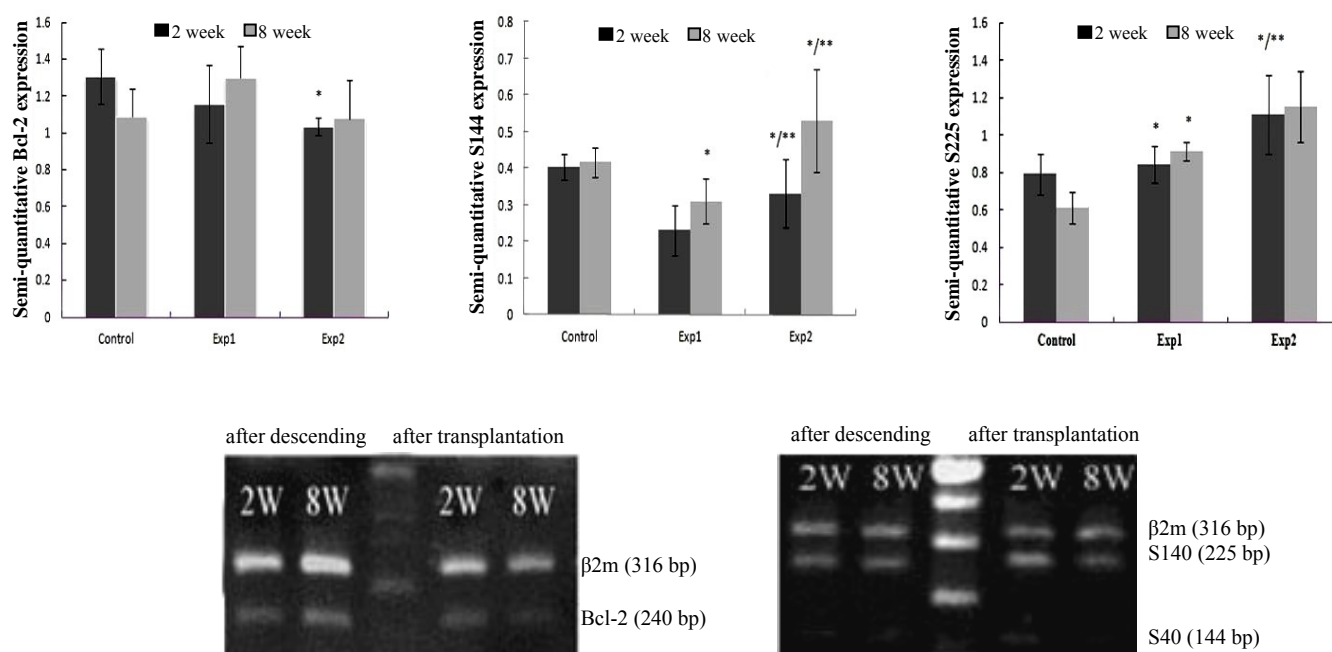 Semi-quantitative Bcl-2 expression
1.6
1.4
1.2
1
0.8
0.6
0.4
0.2
0
2 week 8 week
*
Control Exp1 Exp2
Semi-quantitative S144 expression
0.8
0.7
0.6
0.5
0.4
0.3
0.2
0.1
0
2 week 8 week
*
*/**
*/**
Control Exp1 Exp2
Semi-quantitative S225 expression
1.6
1.4
1.2
1
0.8
0.6
0.4
0.2
0
2 week 8 week
*
*
*/**
Control Exp1 Exp2
after descending after transplantation
2W 8W 2W 8W
β2m (316 bp)
Bcl-2 (240 bp)
after descending after transplantation
2W 8W 2W 8W
β2m (316 bp)
S140 (225 bp)
S40 (144 bp)